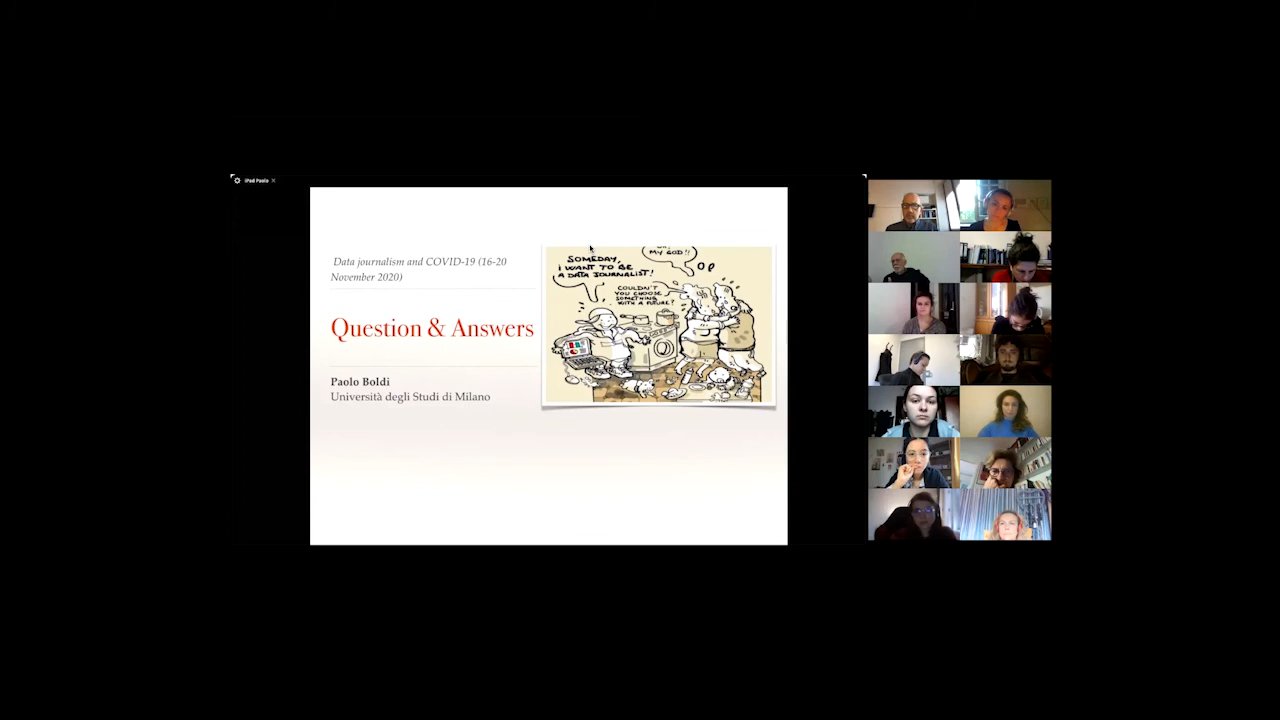 iPad Paolo
Data journalism and COVID-19 (16-20
November 2020)
Question & Answers
Paolo Boldi
Università degli Studi di Milano
MY GOD!!
SOMEDAY,
I WANT TO BE
A DATA JOURNALIST!
COULDN'T
YOU CHOOSE
SOMETHING
WITH A FUTURE?